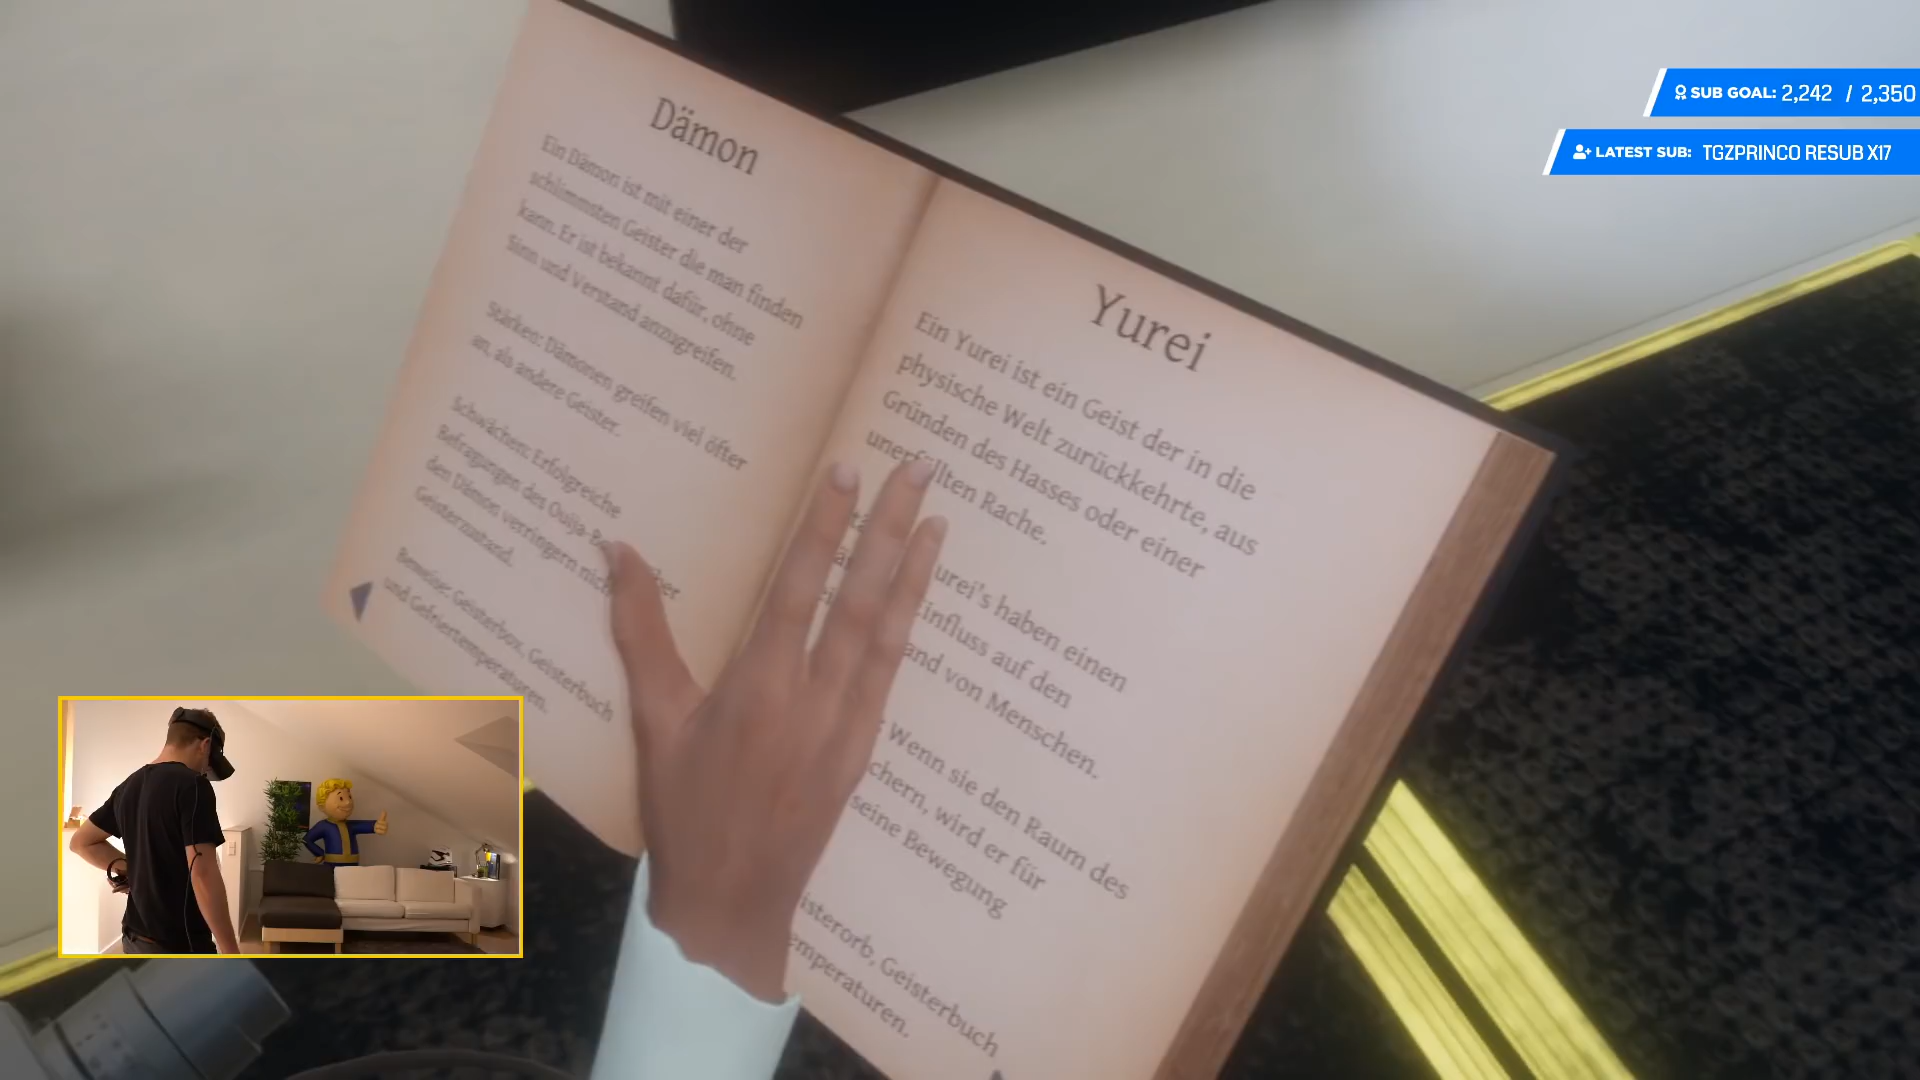 Dämon
Ein Dämon ist mit einer der
schlimmsten Geister die man finden
kann. Er ist bekannt dafür, ohne
Sinn und Verstand anzugreifen.
Stärken: Dämonen greifen viel öfter
an, als andere Geister.
Schwächen: Erfolgreiche
Befragungen des Ouija-
den Dämon verringern
Geisterzustand.
Beweise: Geisterbox, Geisterbuch
und Gefriertemperaturen.
Yurei
Ein Yurei ist ein Geist der in die
physische Welt zurückkehrte, aus
Gründen des Hasses oder einer
unerfüllten Rache,
urei's haben einen
Einfluss auf den
and von Menschen.
: Wenn sie den Raum des
chern, wird er für
seine Bewegung
isterorb, Geisterbuch
emperaturen.
SUB GOAL: 2,242 / 2,350
LATEST SUB: TGZPRINCO RESUB X17